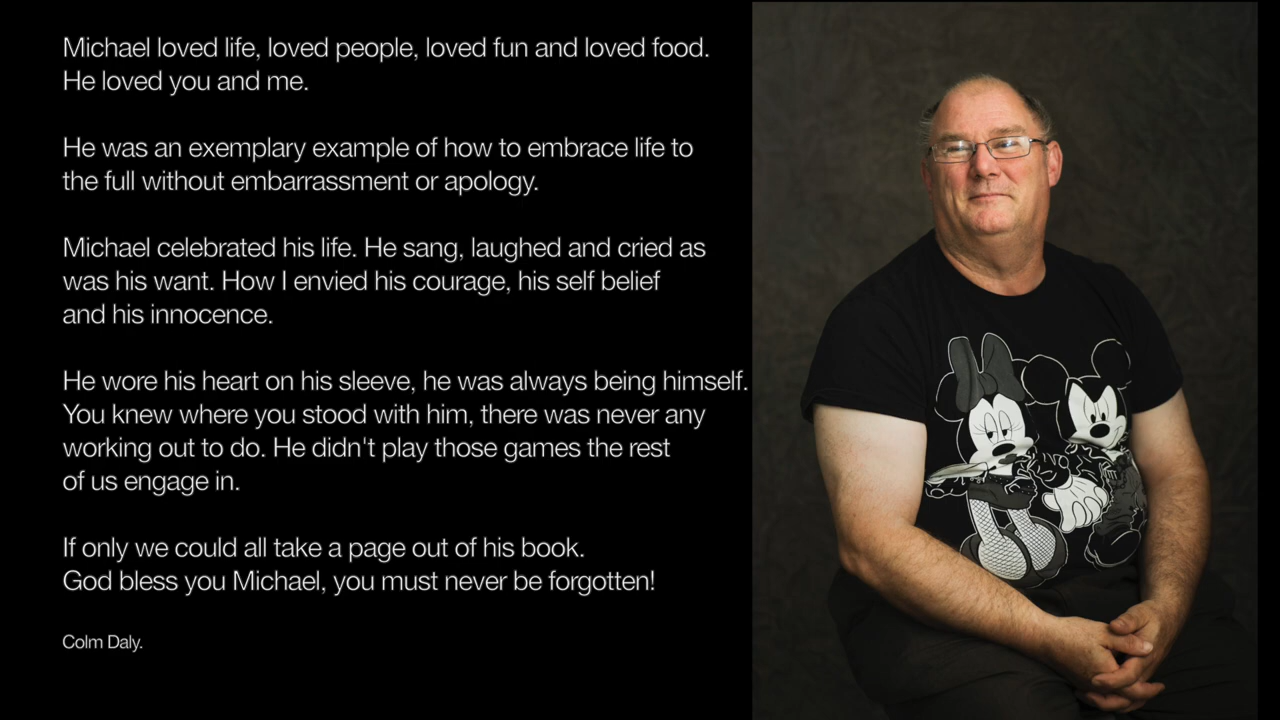 Michael loved life, loved people, loved fun and loved food.
He loved you and me.
He was an exemplary example of how to embrace life to
the full without embarrassment or apology.
Michael celebrated his life. He sang, laughed and cried as
was his want. How I envied his courage, his self belief
and his innocence.
He wore his heart on his sleeve, he was always being himself.
You knew where you stood with him, there was never any
working out to do. He didn't play those games the rest
of us engage in.
If only we could all take a page out of his book.
God bless you Michael, you must never be forgotten!
Colm Daly.